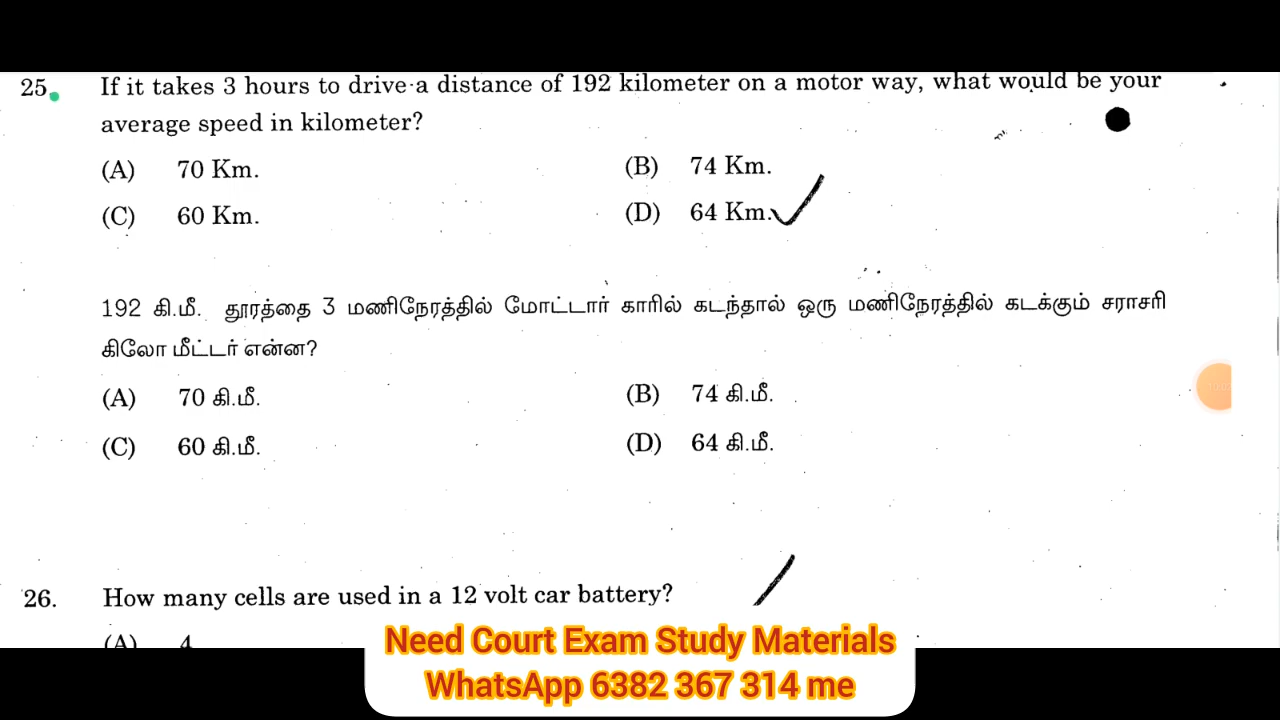 25. If it takes 3 hours to drive a distance of 192 kilometer on a motor way, what would be your
average speed in kilometer?
(A) 70 Km. (B) 74 Km.
(C) 60 Km. (D) 64 Km.
192 கி.மீ. தூரத்தை 3 மணிநேரத்தில் மோட்டார் காரில் கடந்தால் ஒரு மணிநேரத்தில் கடக்கும் சராசரி
கிலோ மீட்டர் என்ன?
(A) 70 கி.மீ. (B) 74 கி.மீ.
(C) 60 கி.மீ. (D) 64 கி.மீ.
26. How many cells are used in a 12 volt car battery?
(A) 4
Need Court Exam Study Materials
WhatsApp 6382 367 314 me